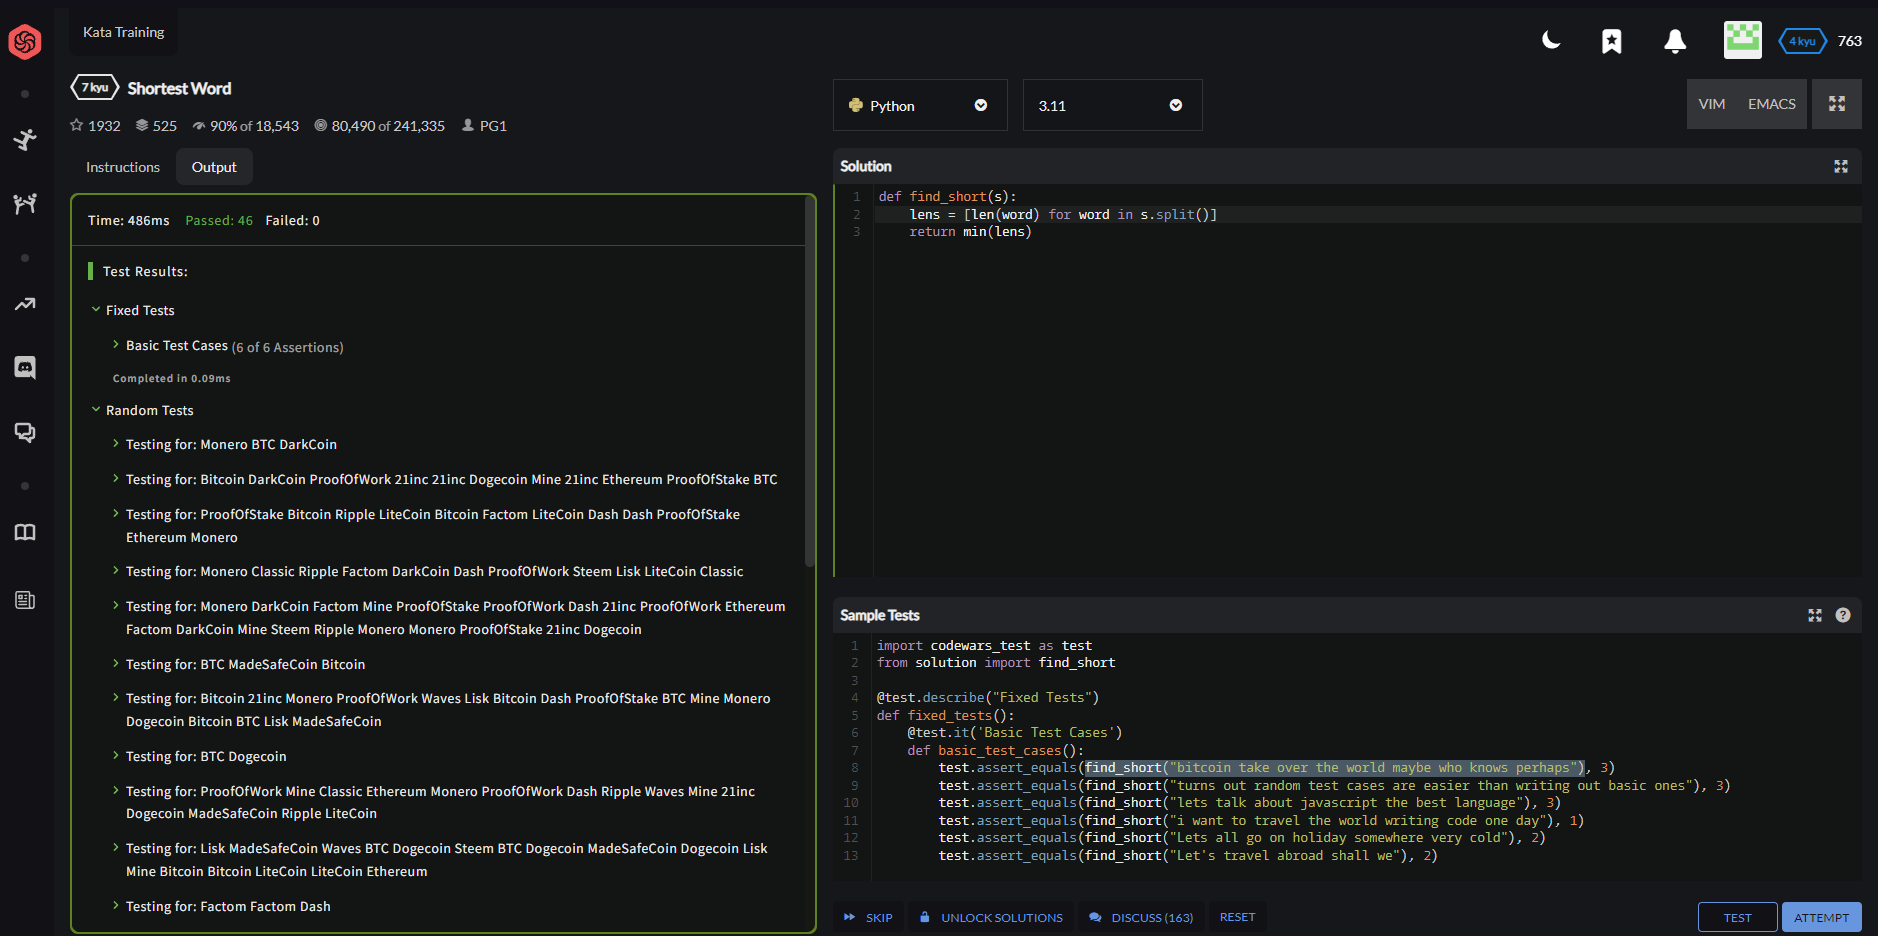 Kata Training
4 kyu 763
7 kyu Shortest Word
1932 525 90% of 18,543 80,490 of 241,335 PG1
Instructions Output
Time: 486ms Passed: 46 Failed: 0
Test Results:
Fixed Tests
Basic Test Cases (6 of 6 Assertions)
Completed in 0.09ms
Random Tests
Testing for: Monero BTC DarkCoin
Testing for: Bitcoin DarkCoin ProofOfWork 21inc 21inc Dogecoin Mine 21inc Ethereum ProofOfStake BTC
Testing for: ProofOfStake Bitcoin Ripple LiteCoin Bitcoin Factom LiteCoin Dash Dash ProofOfStake
Ethereum Monero
Testing for: Monero Classic Ripple Factom DarkCoin Dash ProofOfWork Steem Lisk LiteCoin Classic
Testing for: Monero DarkCoin Factom Mine ProofOfStake ProofOfWork Dash 21inc ProofOfWork Ethereum
Factom DarkCoin Mine Steem Ripple Monero Monero ProofOfStake 21inc Dogecoin
Testing for: BTC MadeSafeCoin Bitcoin
Testing for: Bitcoin 21inc Monero ProofOfWork Waves Lisk Bitcoin Dash ProofOfStake BTC Mine Monero
Dogecoin Bitcoin BTC Lisk MadeSafeCoin
Testing for: BTC Dogecoin
Testing for: ProofOfWork Mine Classic Ethereum Monero ProofOfWork Dash Ripple Waves Mine 21inc
Dogecoin MadeSafeCoin Ripple LiteCoin
Testing for: Lisk MadeSafeCoin Waves BTC Dogecoin Steem BTC Dogecoin MadeSafeCoin Dogecoin Lisk
Mine Bitcoin Bitcoin LiteCoin LiteCoin Ethereum
Testing for: Factom Factom Dash
Python 3.11 VIM EMACS
Solution
1 def find_short(s):
2     lens = [len(word) for word in s.split()]
3     return min(lens)
Sample Tests ?
1 import codewars_test as test
2 from solution import find_short
3
4 @test.describe("Fixed Tests")
5 def fixed_tests():
6     @test.it('Basic Test Cases')
7     def basic_test_cases():
8         test.assert_equals(find_short("bitcoin take over the world maybe who knows perhaps"), 3)
9         test.assert_equals(find_short("turns out random test cases are easier than writing out basic ones"), 3)
10         test.assert_equals(find_short("lets talk about javascript the best language"), 3)
11         test.assert_equals(find_short("i want to travel the world writing code one day"), 1)
12         test.assert_equals(find_short("Lets all go on holiday somewhere very cold"), 2)
13         test.assert_equals(find_short("Let's travel abroad shall we"), 2)
SKIP UNLOCK SOLUTIONS DISCUSS (163) RESET TEST ATTEMPT